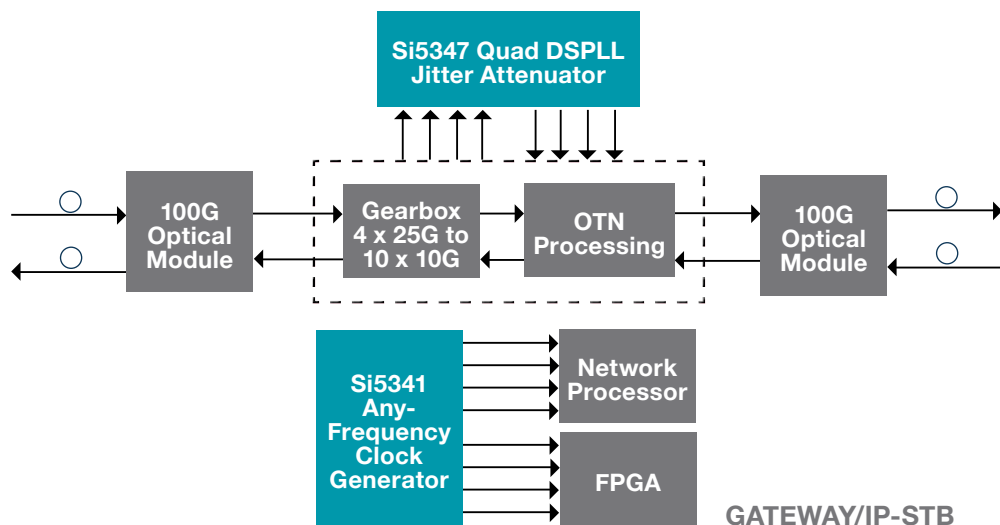 Si5347 Quad DSPLL
Jitter Attenuator
100G
Optical
Module
Gearbox
4 x 25G to
10 x 10G
OTN
Processing
100G
Optical
Module
Si5341
Any-
Frequency
Clock
Generator
Network
Processor
FPGA
GATEWAY/IP-STB